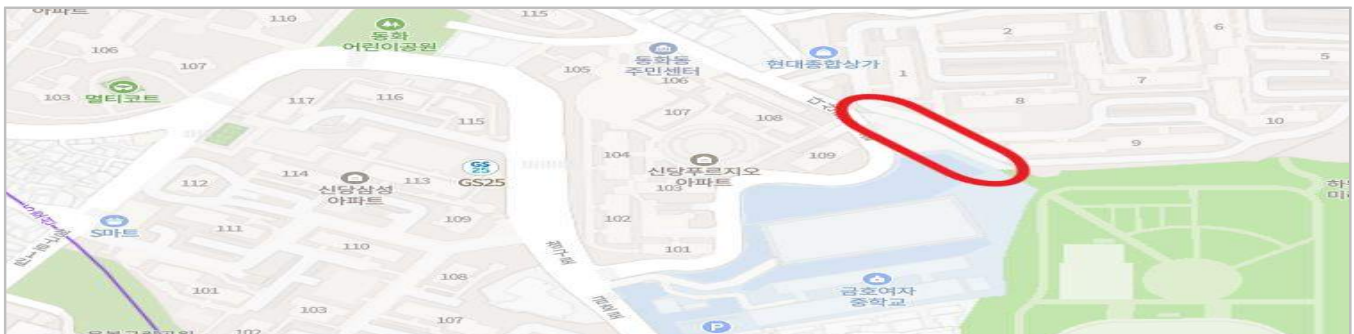 110
동화
어린이공원
115
106
107
103
멀티코트
117
116
115
105
동화동
주민센터
106
107
108
104
신당푸르지오
아파트
103
109
102
101
현대종합상가
1
2
6
5
7
8
9
10
112
114
신당삼성
아파트
113
GS
25
GS25
111
109
110
S마트
108
101
103
102
107
금호여자
중학교
P